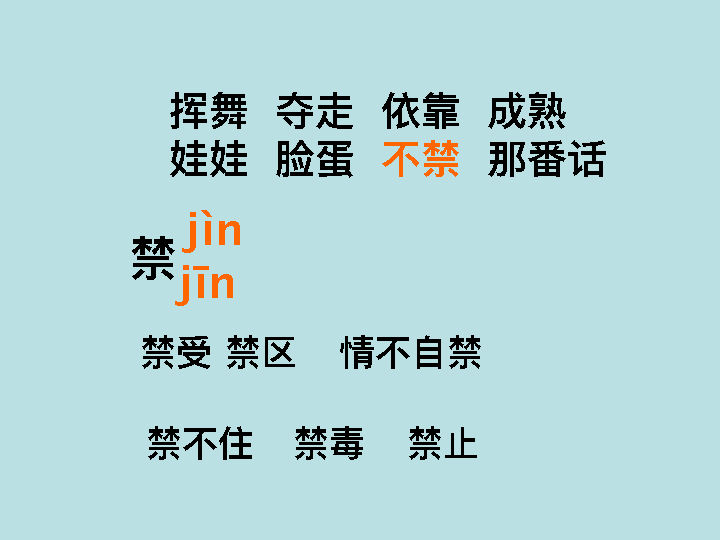 挥舞 夺走 依靠 成熟
娃娃 脸蛋 不禁 那番话
jìn
禁
jīn
禁受 禁区 情不自禁
禁不住 禁毒 禁止